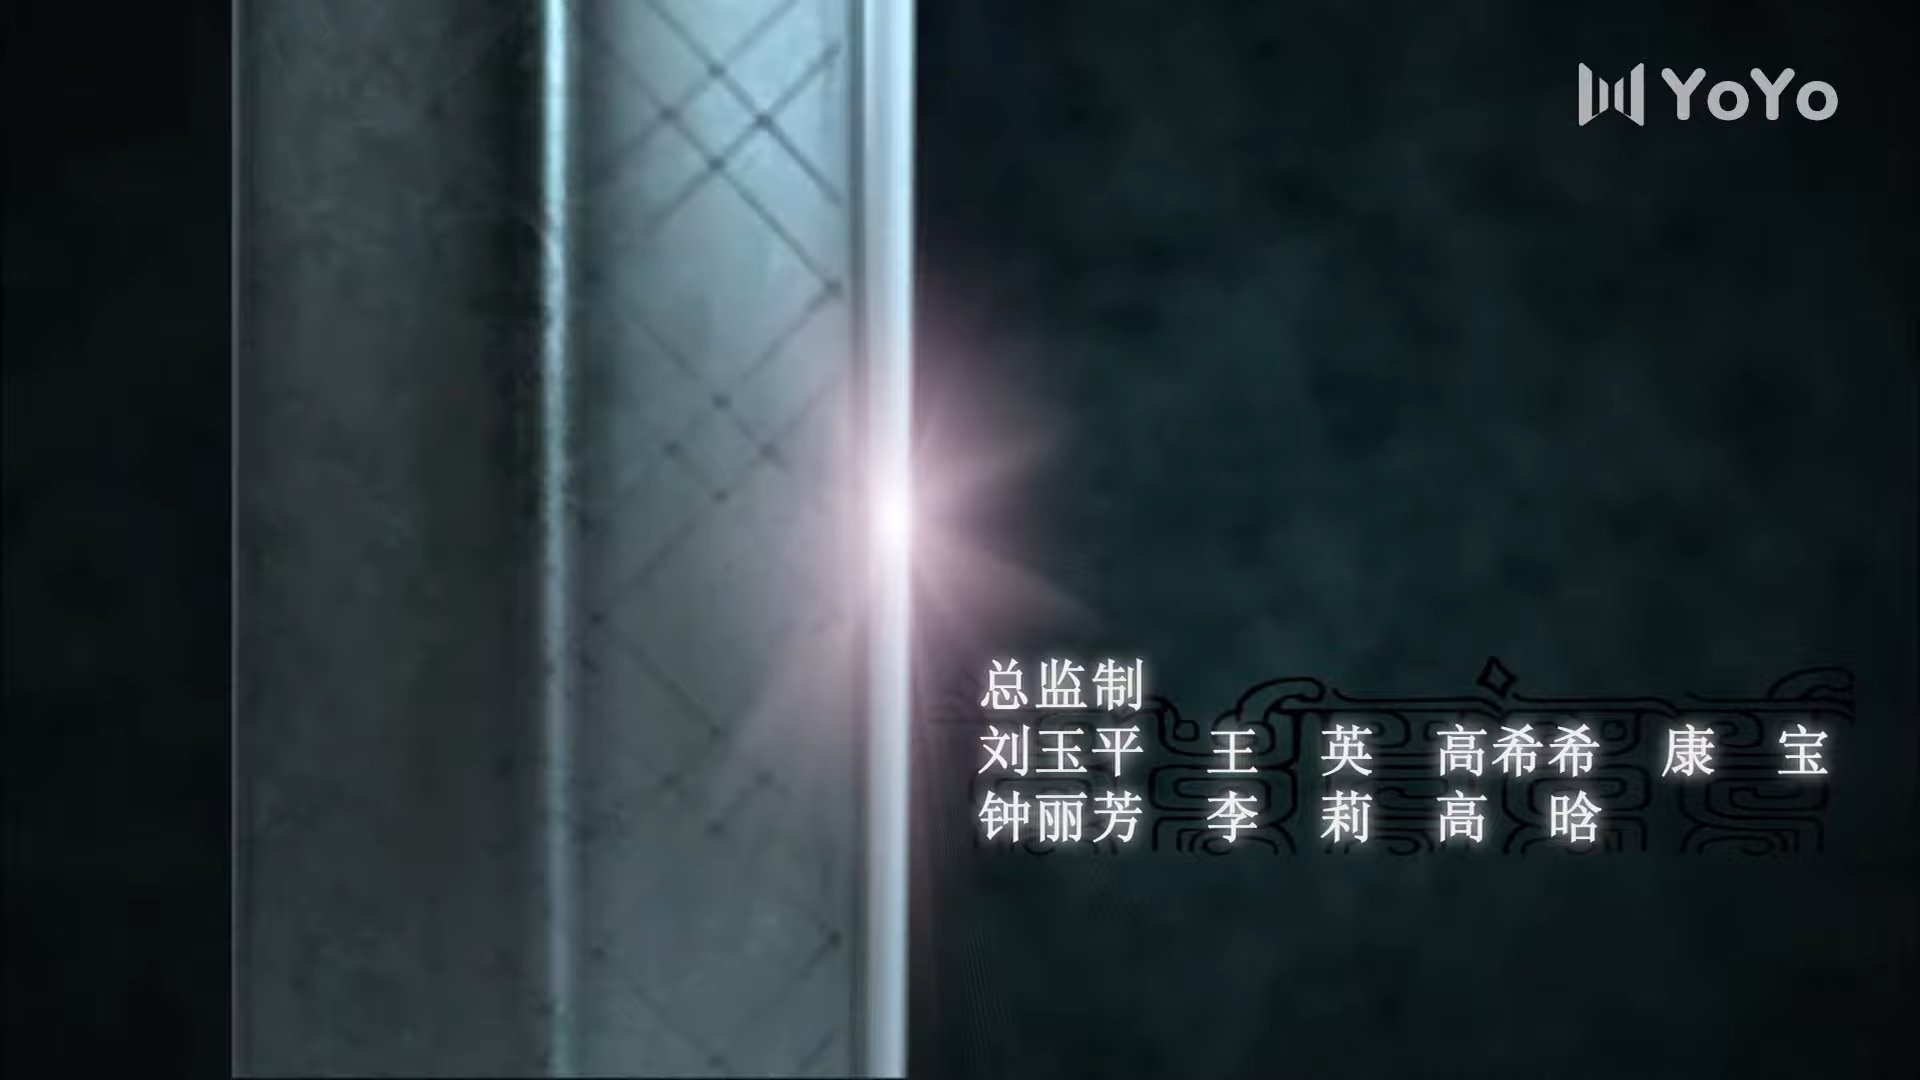 YoYo
总监制
刘玉平 王 英 高希希 康 宝
钟丽芳 李 莉 高 晗